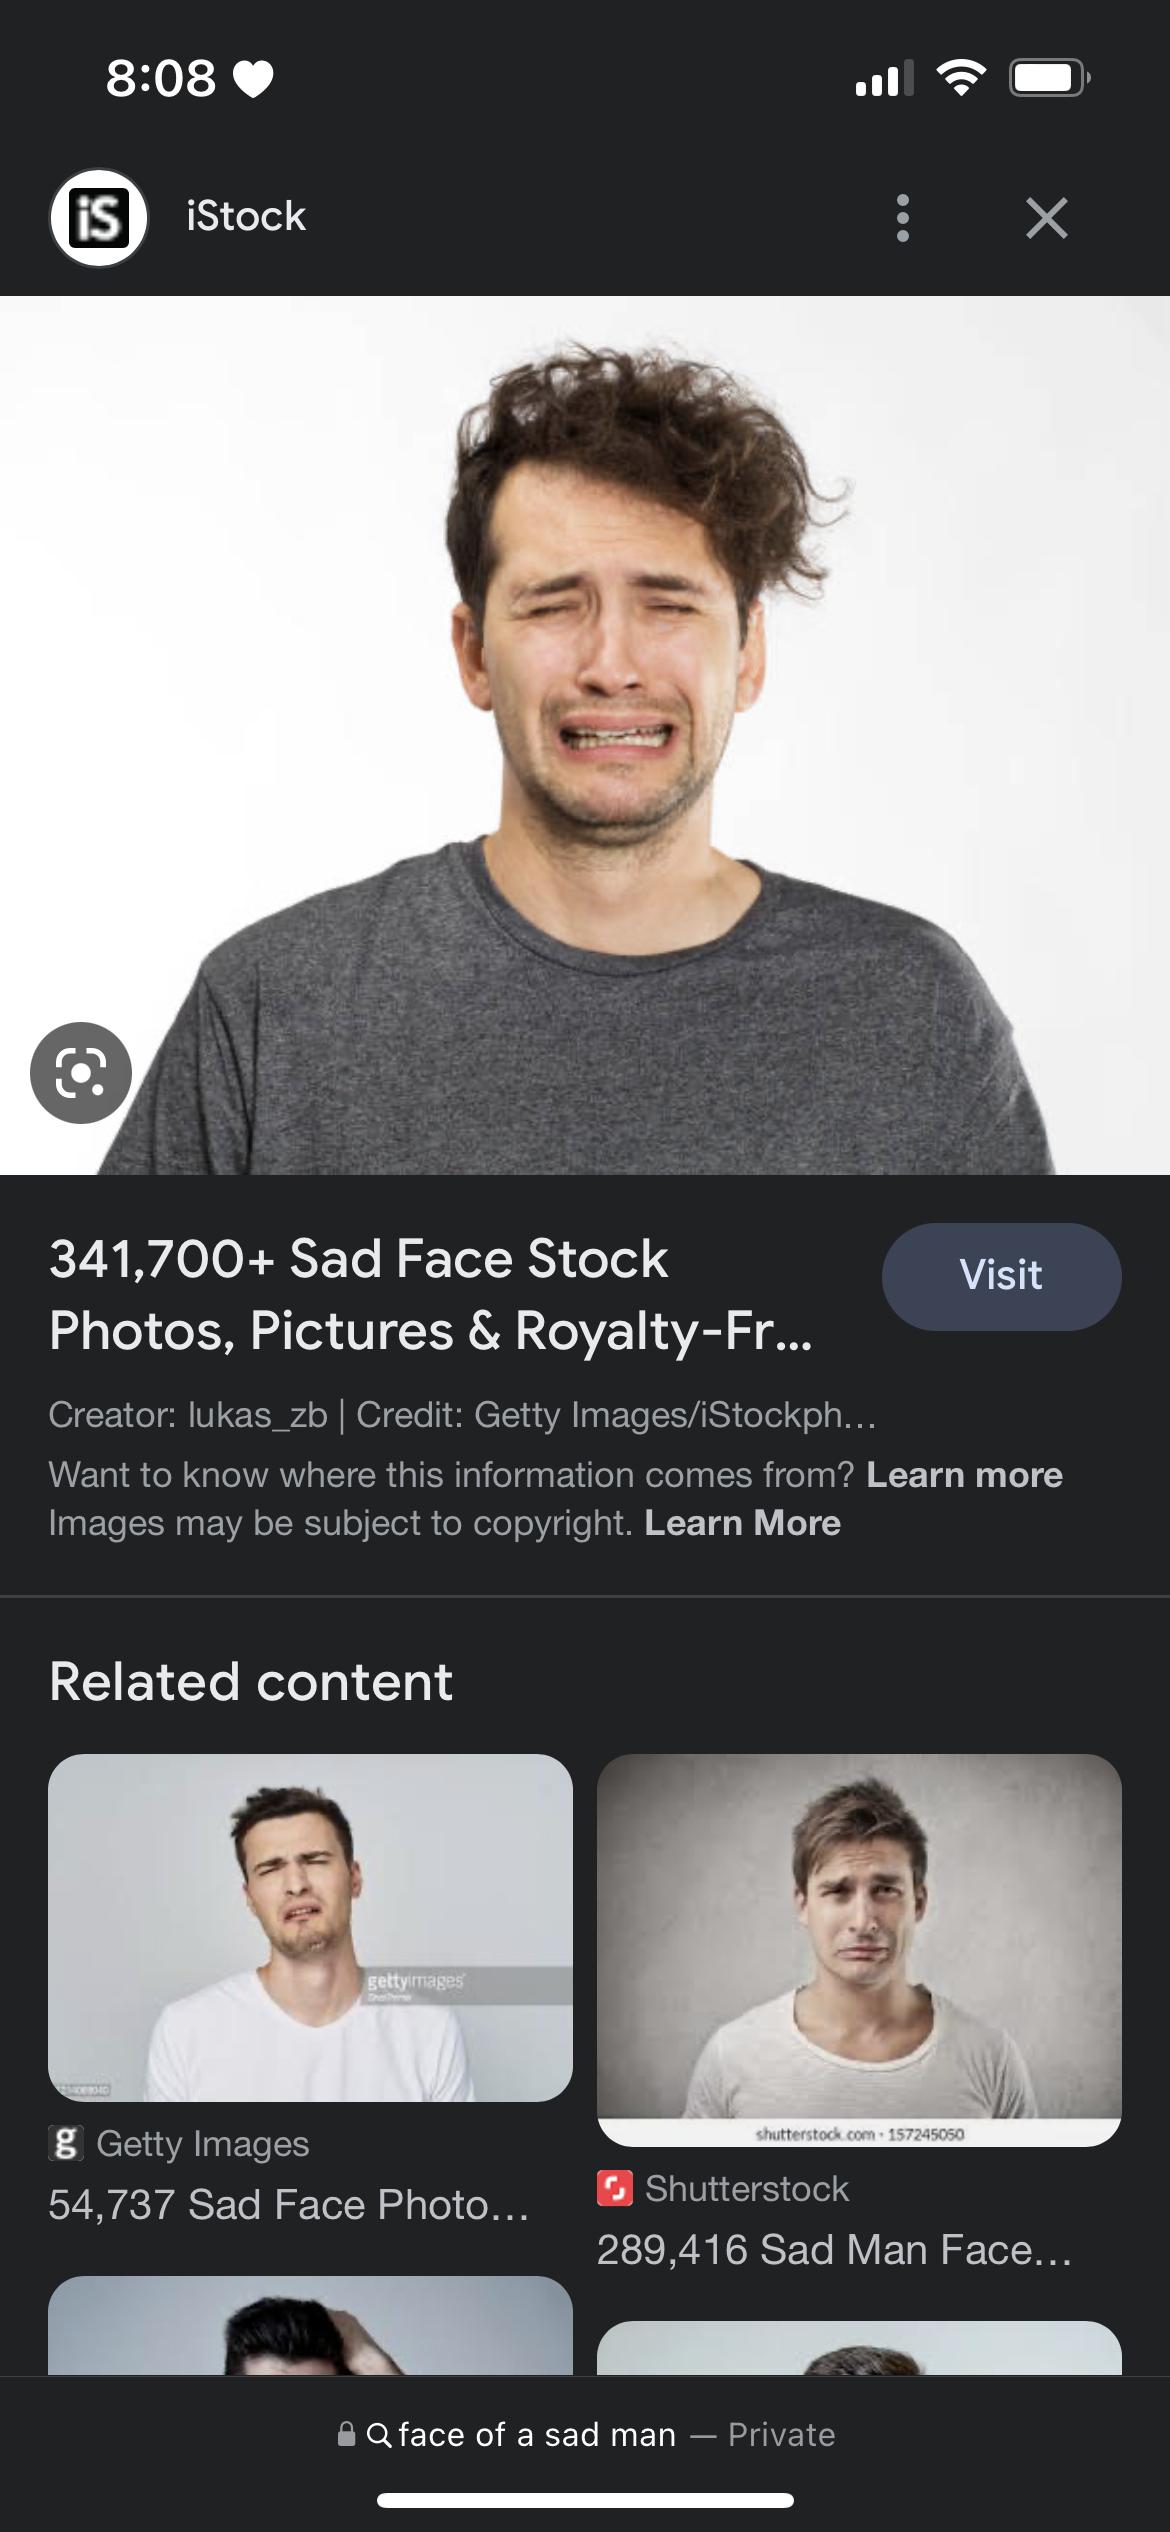 8:08
iS
iStock
341,700+ Sad Face Stock
Photos, Pictures & Royalty-Fr...
Visit
Creator: lukas_zb | Credit: Getty Images/iStockph...
Want to know where this information comes from? Learn more
Images may be subject to copyright. Learn More
Related content
gettyimages
shutterstock.com • 157245050
g Getty Images
54,737 Sad Face Photo...
Shutterstock
289,416 Sad Man Face...
face of a sad man — Private